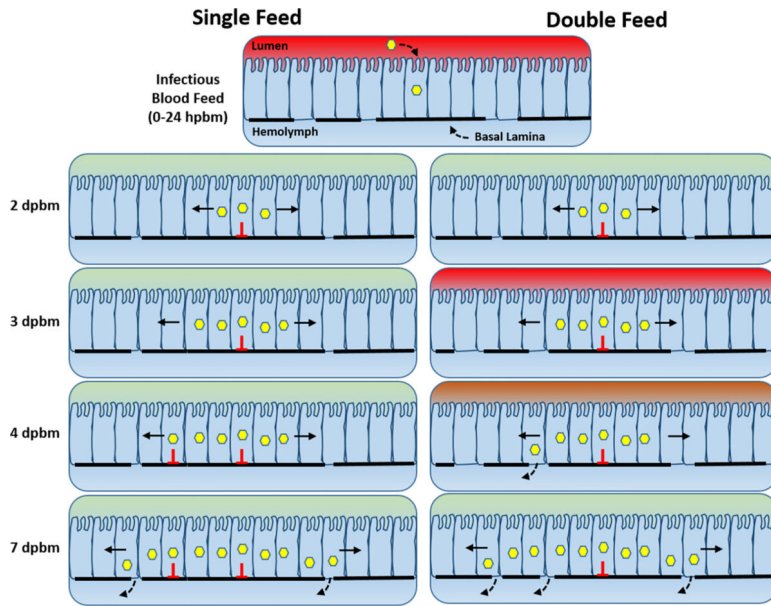 Single Feed
Double Feed
Lumen
Infectious
Blood Feed
(0-24 hpbm)
Hemolymph
Basal Lamina
2 dpbm
3 dpbm
4 dpbm
7 dpbm